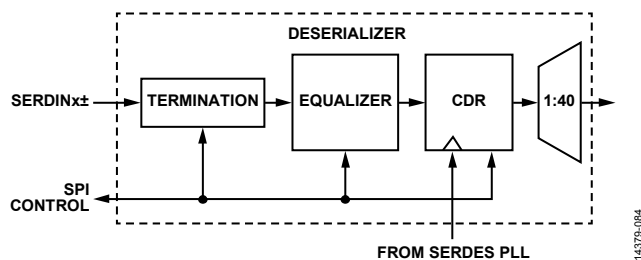 DESERIALIZER
SERDINx±
TERMINATION
EQUALIZER
CDR
1:40
SPI
CONTROL
FROM SERDES PLL
14379-084